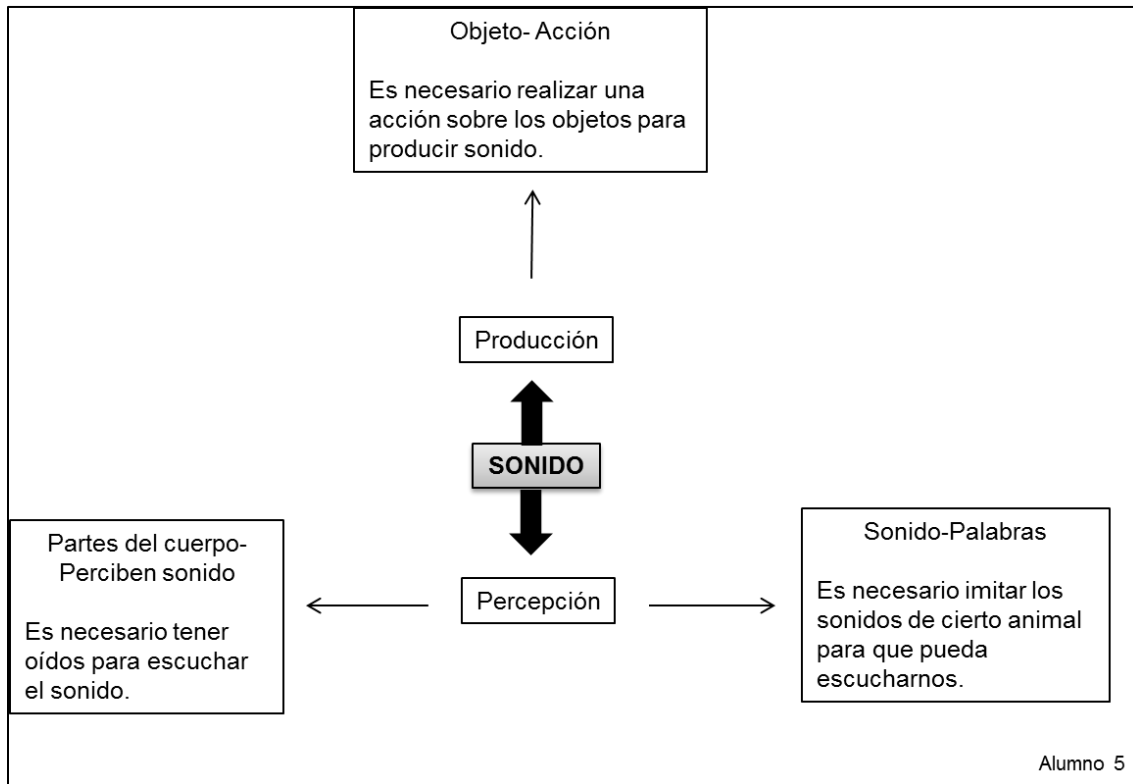 Objeto- Acción
Es necesario realizar una
acción sobre los objetos para
producir sonido.
Producción
SONIDO
Percepción
Partes del cuerpo-
Perciben sonido
Es necesario tener
oídos para escuchar
el sonido.
Sonido-Palabras
Es necesario imitar los
sonidos de cierto animal
para que pueda
escucharnos.
Alumno 5